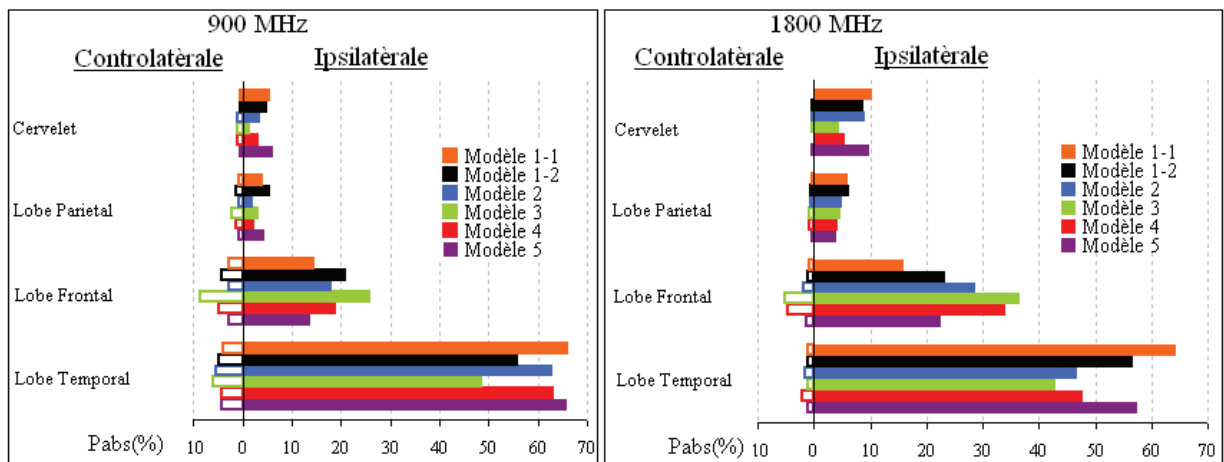 900 MHz
Controlatèrale Ipsilatèrale
Cervelet
Lobe Parietal
Lobe Frontal
Lobe Temporal
Modèle 1-1
Modèle 1-2
Modèle 2
Modèle 3
Modèle 4
Modèle 5
Pabs(%) 10 0 10 20 30 40 50 60 70
1800 MHz
Controlatèrale Ipsilatèrale
Cervelet
Lobe Parietal
Lobe Frontal
Lobe Temporal
Modèle 1-1
Modèle 1-2
Modèle 2
Modèle 3
Modèle 4
Modèle 5
Pabs(%) 10 0 10 20 30 40 50 60 70